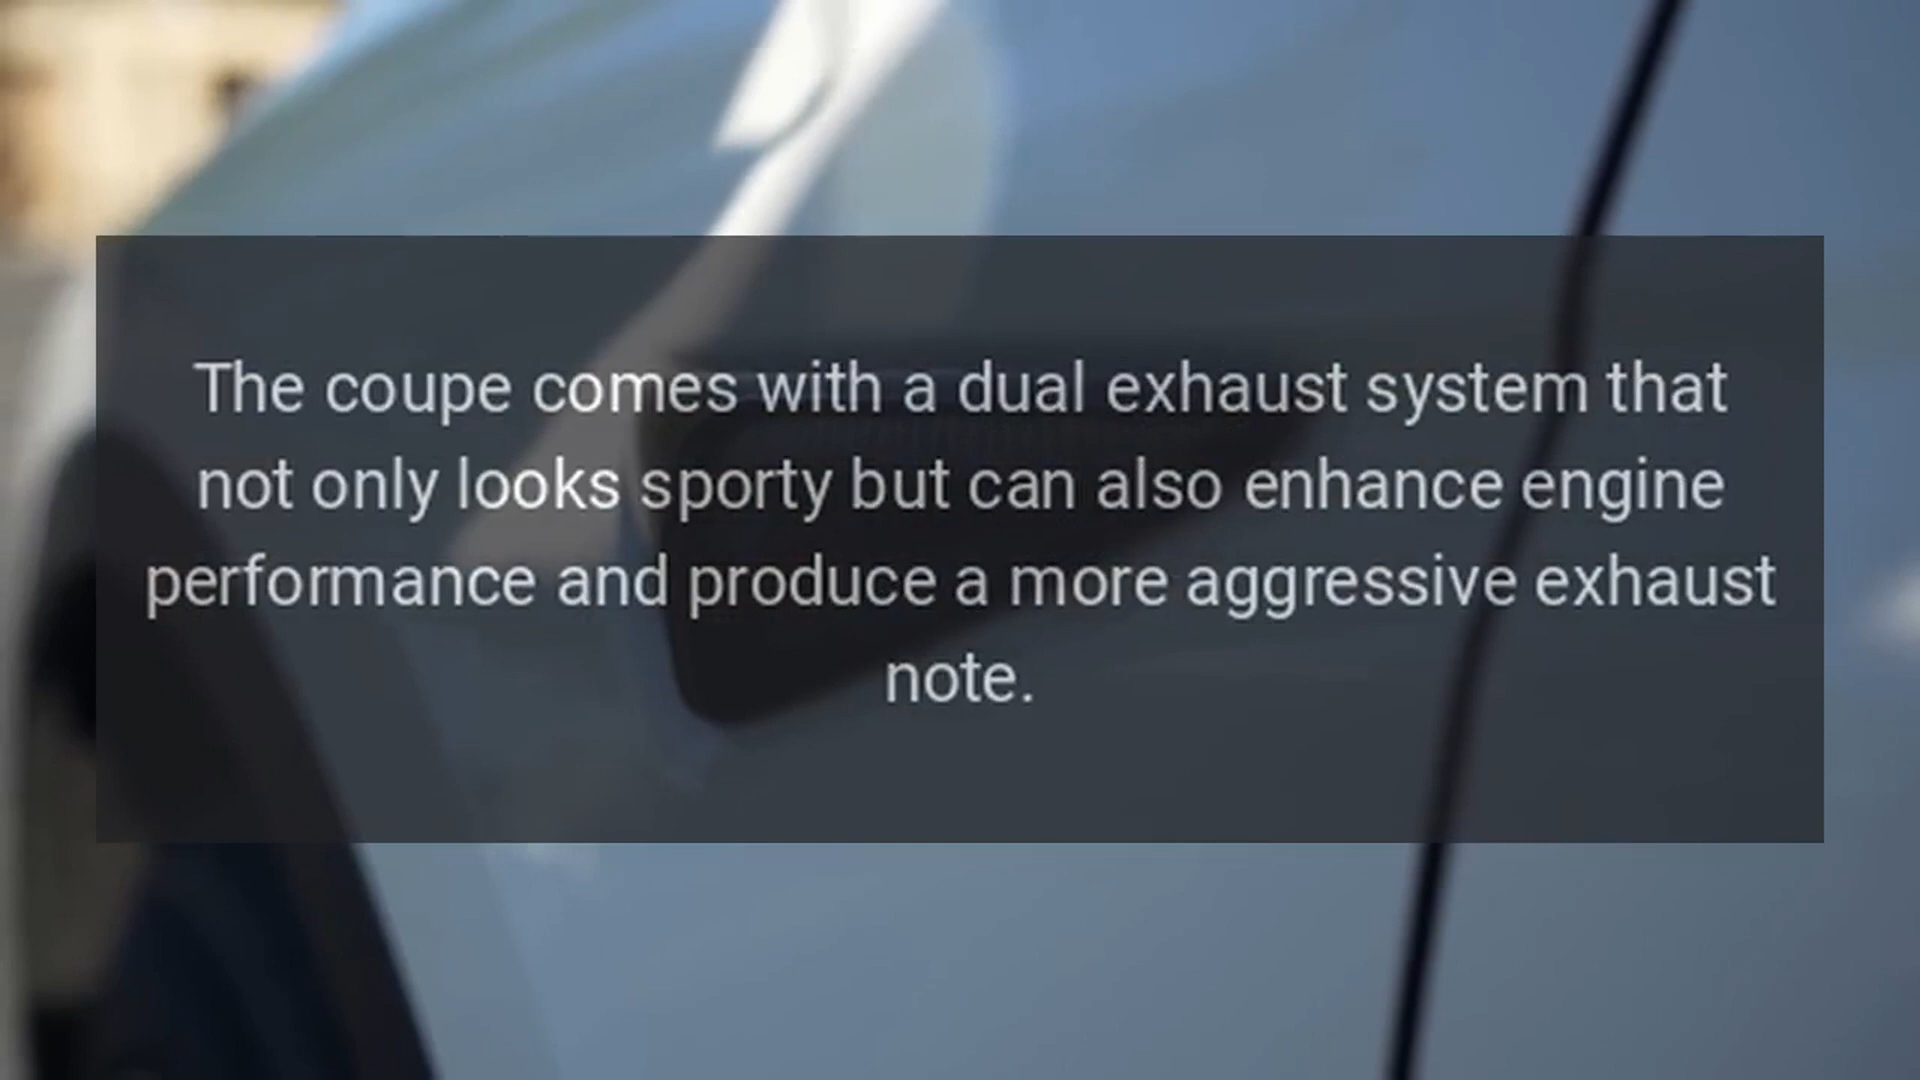 The coupe comes with a dual exhaust system that
not only looks sporty but can also enhance engine
performance and produce a more aggressive exhaust
note.